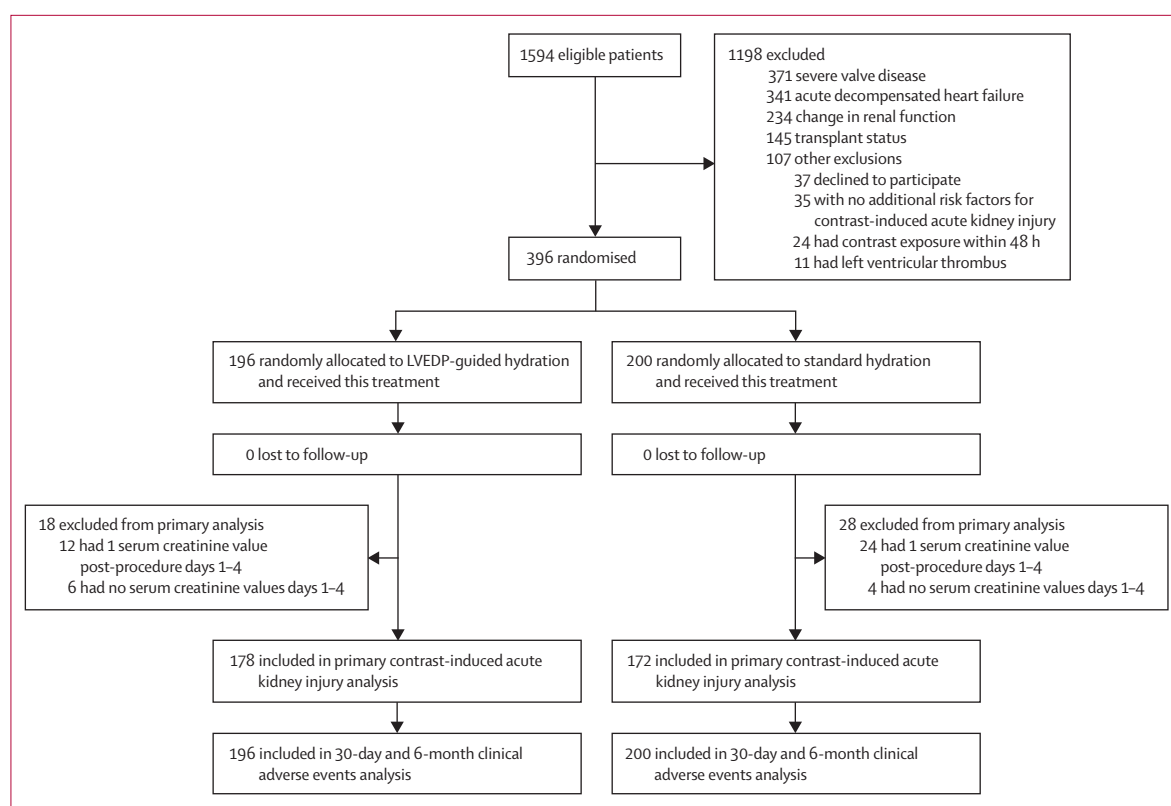 1594 eligible patients
1198 excluded
371 severe valve disease
341 acute decompensated heart failure
234 change in renal function
145 transplant status
107 other exclusions
37 declined to participate
35 with no additional risk factors for
contrast-induced acute kidney injury
24 had contrast exposure within 48 h
11 had left ventricular thrombus
396 randomised
196 randomly allocated to LVEDP-guided hydration
and received this treatment
200 randomly allocated to standard hydration
and received this treatment
0 lost to follow-up
0 lost to follow-up
18 excluded from primary analysis
12 had 1 serum creatinine value
post-procedure days 1–4
6 had no serum creatinine values days 1–4
28 excluded from primary analysis
24 had 1 serum creatinine value
post-procedure days 1–4
4 had no serum creatinine values days 1–4
178 included in primary contrast-induced acute
kidney injury analysis
172 included in primary contrast-induced acute
kidney injury analysis
196 included in 30-day and 6-month clinical
adverse events analysis
200 included in 30-day and 6-month clinical
adverse events analysis